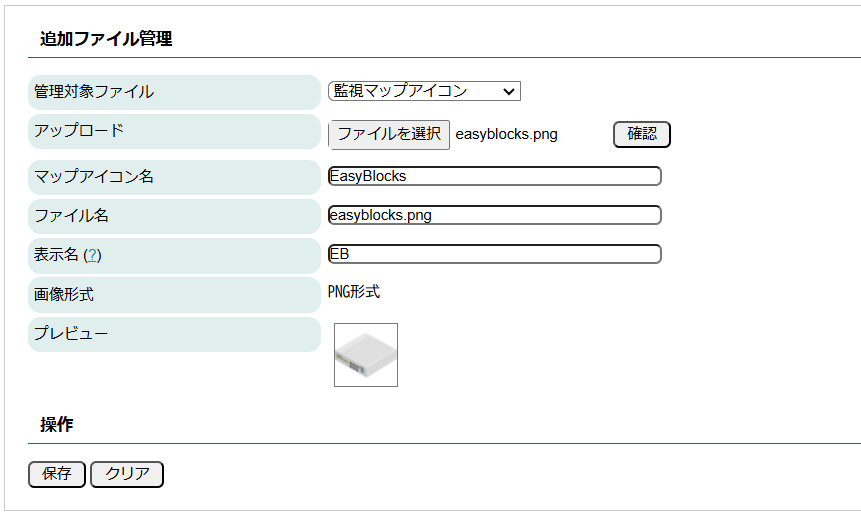 追加ファイル管理
管理対象ファイル 監視マップアイコン
アップロード ファイルを選択 easyblocks.png 確認
マップアイコン名 EasyBlocks
ファイル名 easyblocks.png
表示名 (?) EB
画像形式 PNG形式
プレビュー
操作
保存 クリア